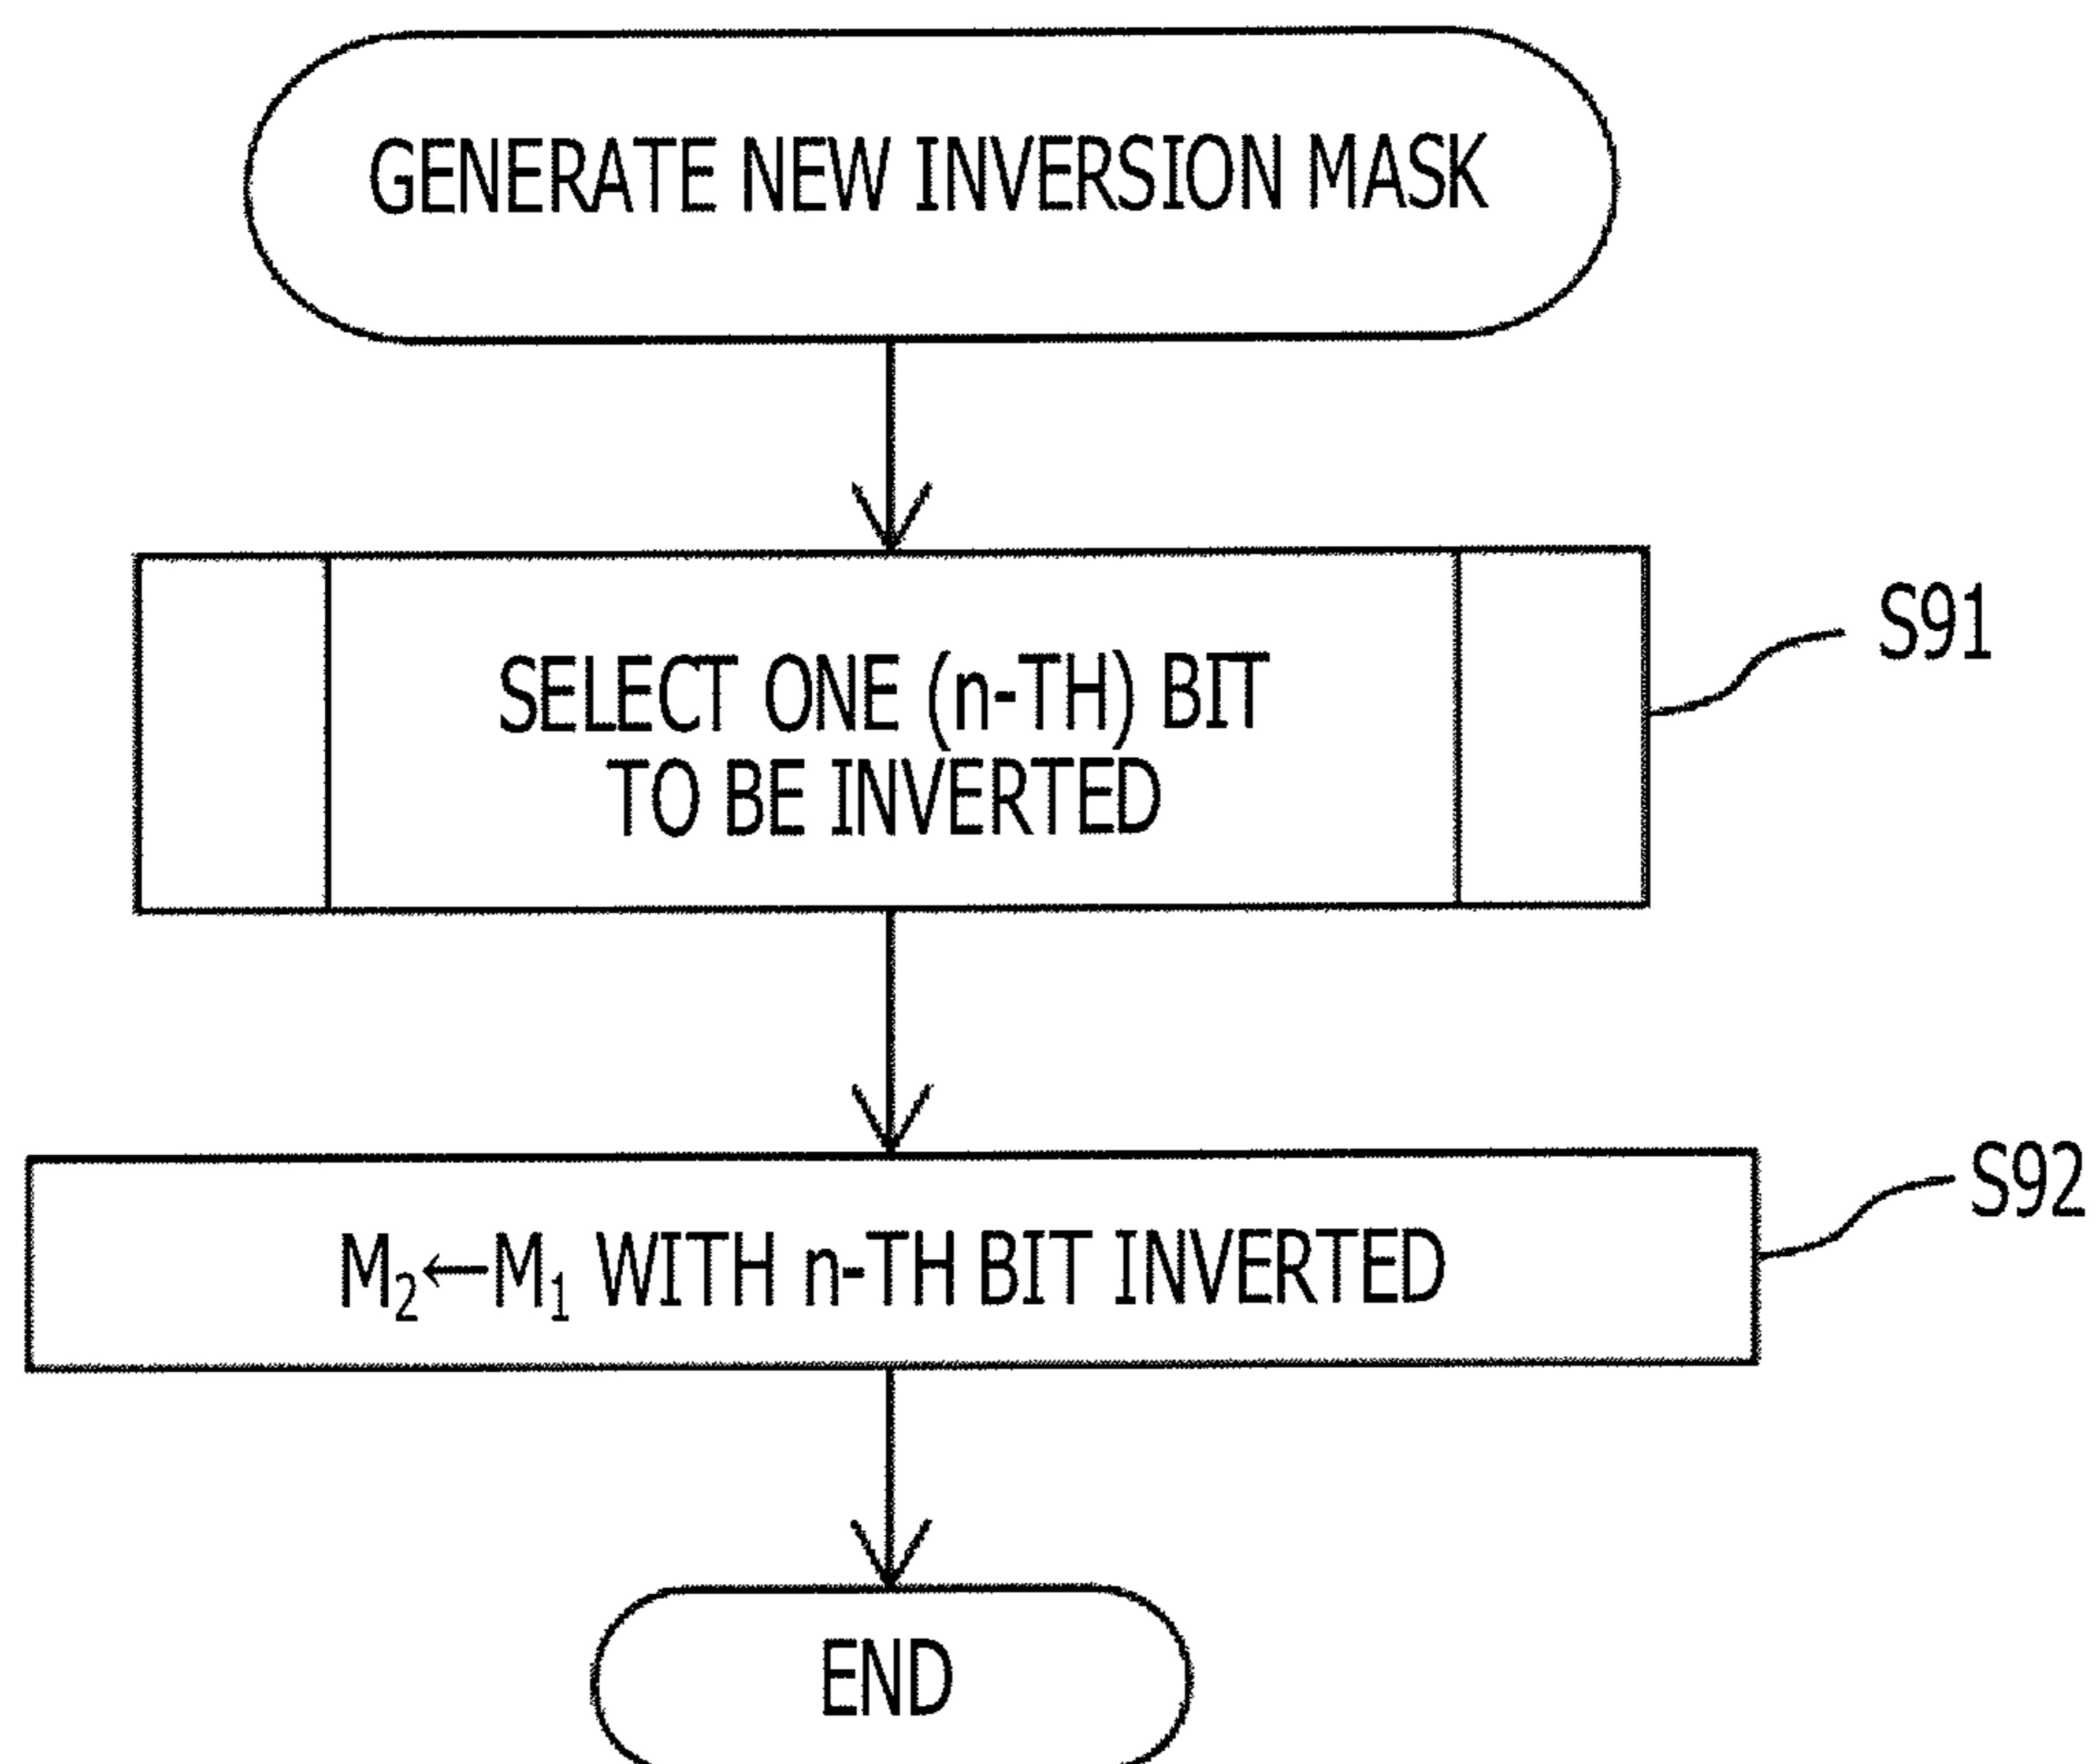 GENERATE NEW INVERSION MASK
SELECT ONE (n-TH) BIT
TO BE INVERTED
S91
M₂←M₁ WITH n-TH BIT INVERTED
S92
END